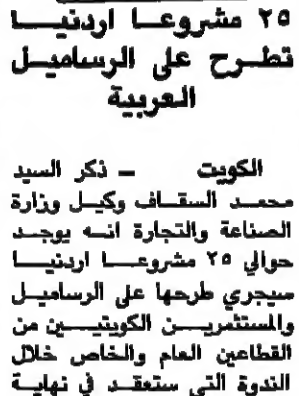 ٢٥ مشروعا اردنيا
تطرح على الرساميل
العربية
الكويت – ذكر السيد
محمد السقاف وكيل وزارة
الصناعة والتجارة انه يوجد
حوالي ٢٥ مشروعا اردنيا
سيجري طرحها على الرساميل
والمستثمرين الكويتيين من
القطاعين العام والخاص خلال
الندوة التي ستعقد في نهاية